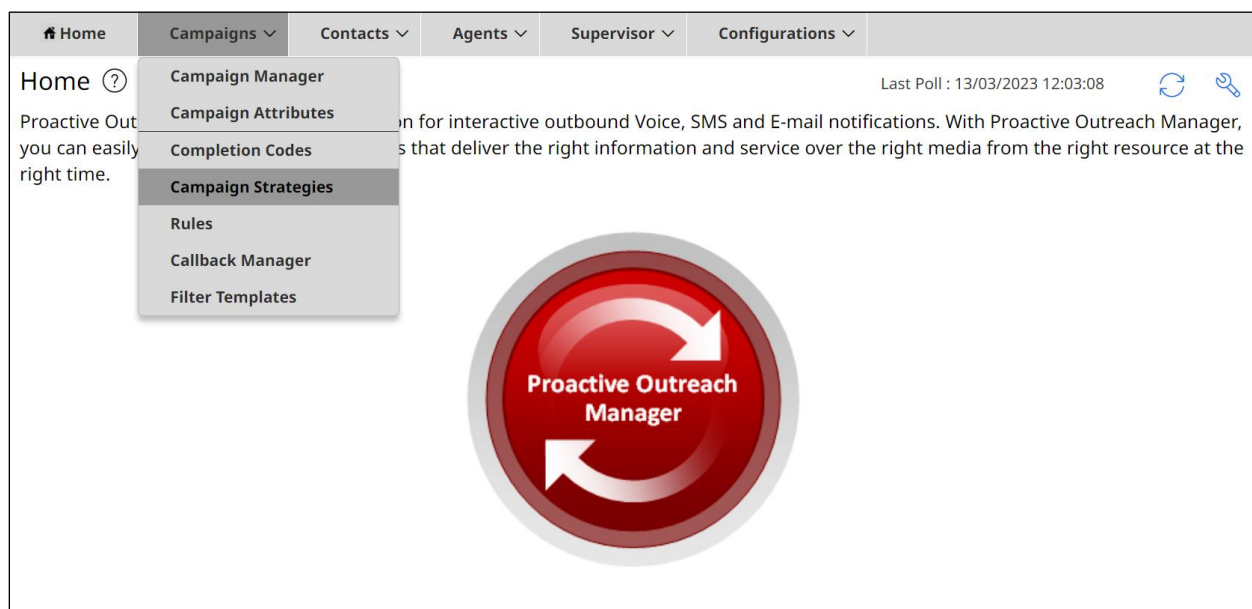 Home Campaigns Contacts Agents Supervisor Configurations
Home ?
Last Poll : 13/03/2023 12:03:08
Campaign Manager
Campaign Attributes
Completion Codes
Campaign Strategies
Rules
Callback Manager
Filter Templates
Proactive for interactive outbound Voice, SMS and E-mail notifications. With Proactive Outreach Manager,
you can easily that deliver the right information and service over the right media from the right resource at the
right time.
Proactive Outreach
Manager